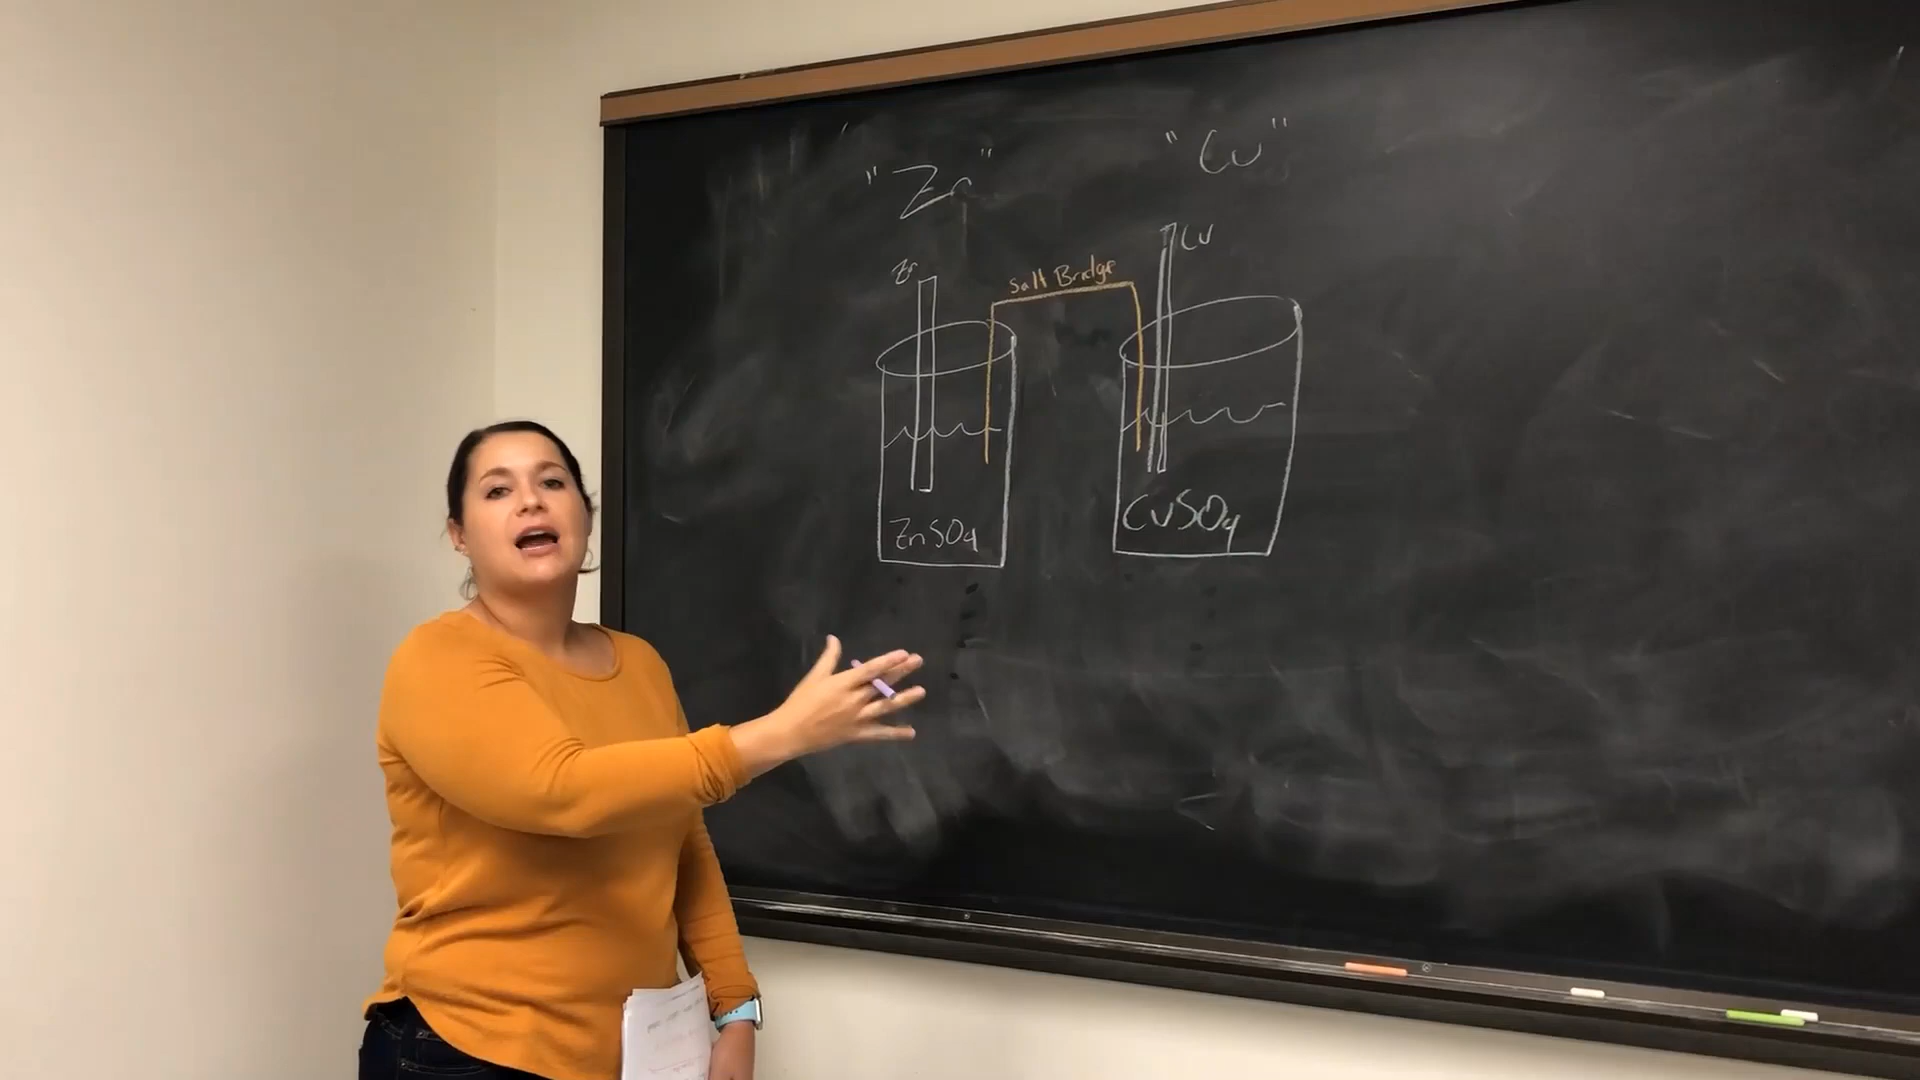 "Zn"
"Cu"
Zn
Salt Bridge
Cu
ZnSO4
CuSO4